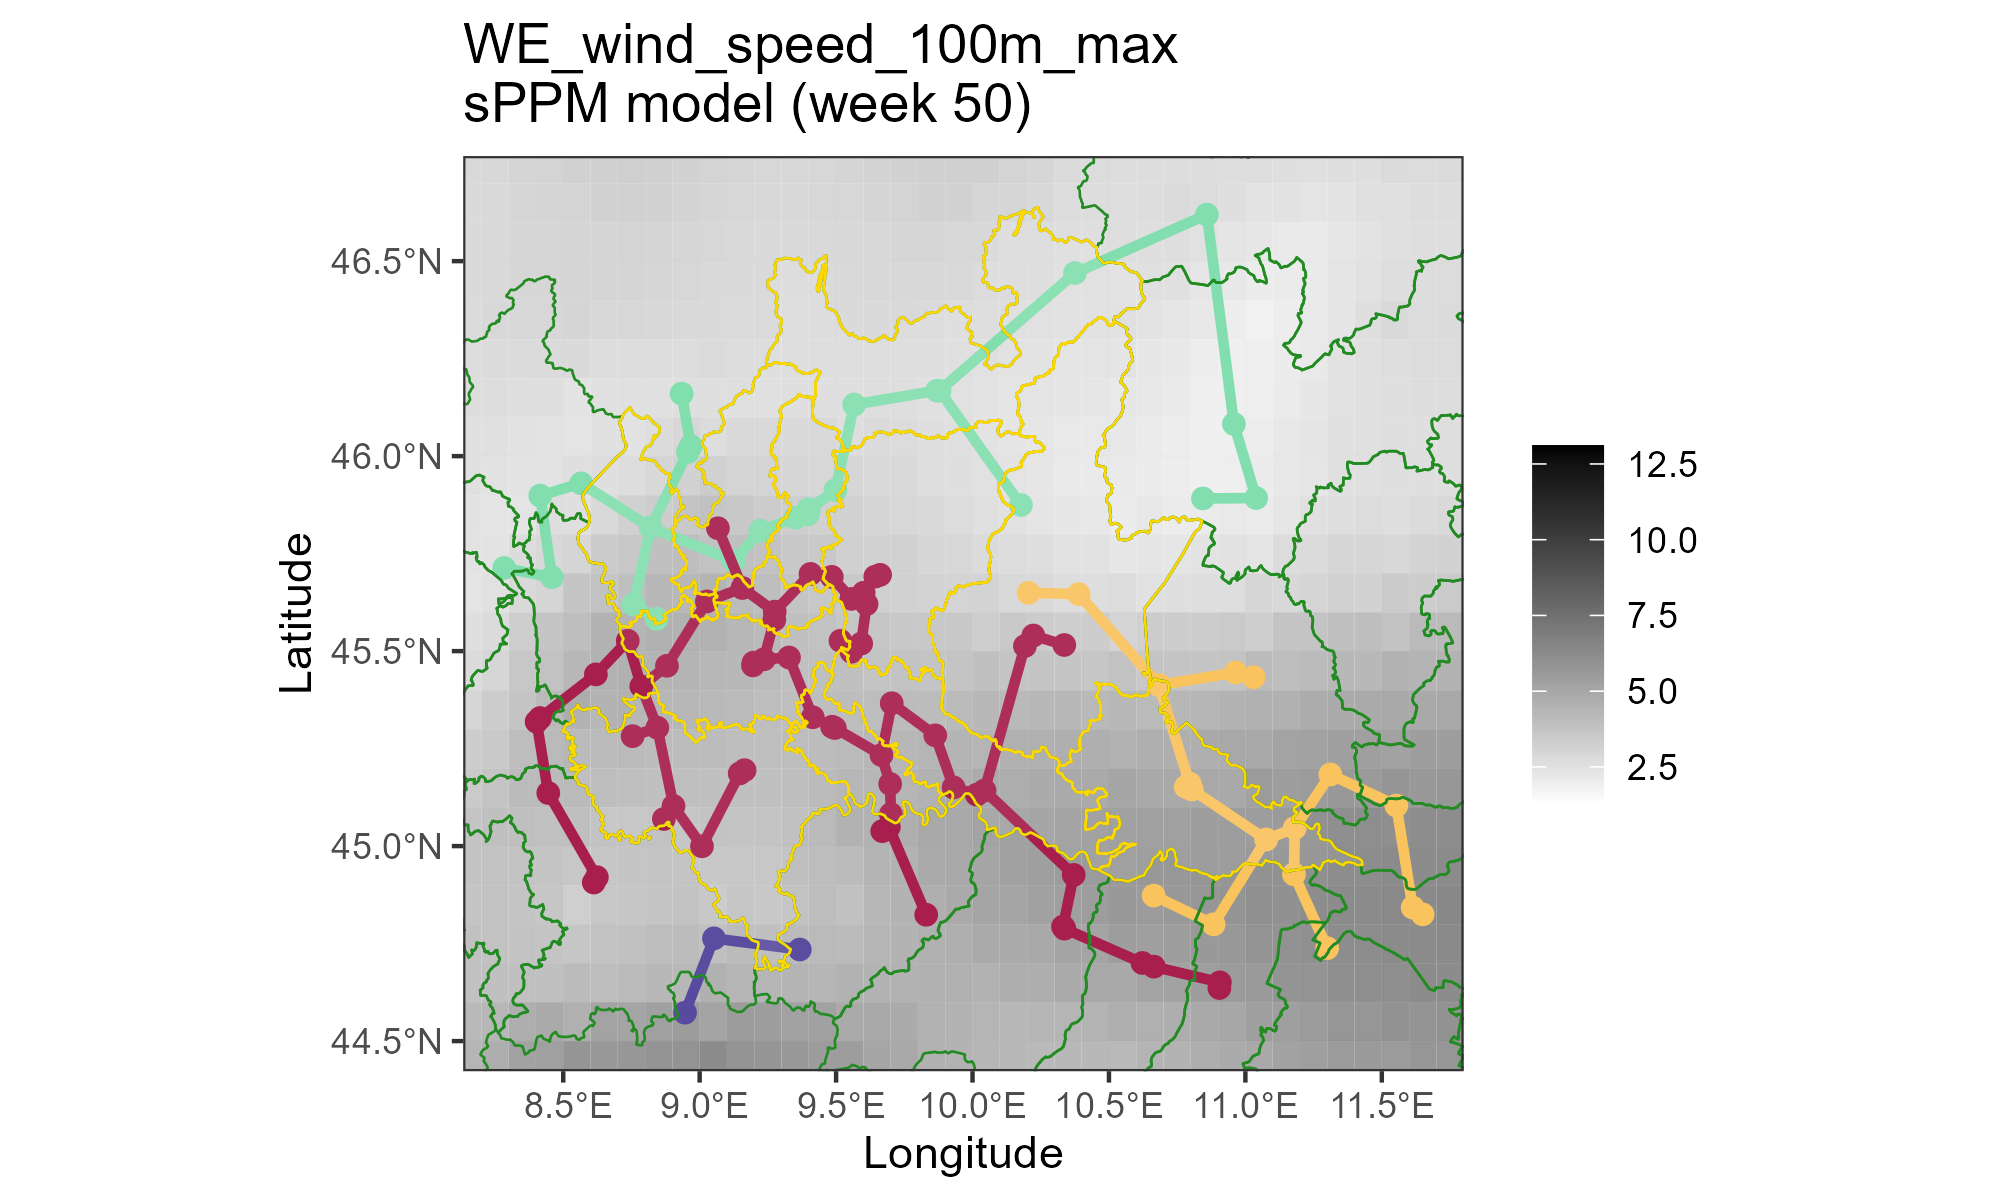 WE_wind_speed_100m_max
sPPM model (week 50)
Latitude
46.5°N
46.0°N
45.5°N
45.0°N
44.5°N
8.5°E
9.0°E
9.5°E
10.0°E
10.5°E
11.0°E
11.5°E
Longitude
12.5
10.0
7.5
5.0
2.5